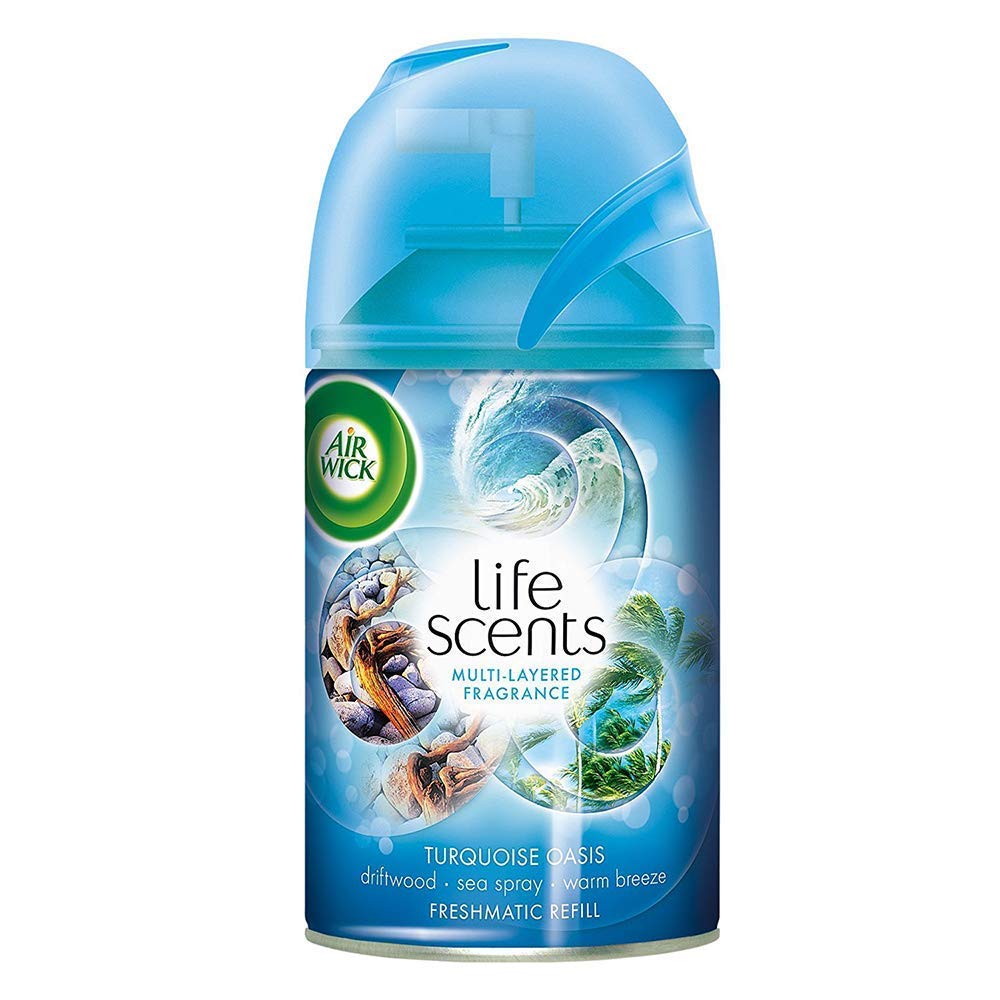 AIR
WICK
life
scents
MULTI-LAYERED
FRAGRANCE
TURQUOISE OASIS
driftwood · sea spray · warm breeze
FRESHMATIC REFILL